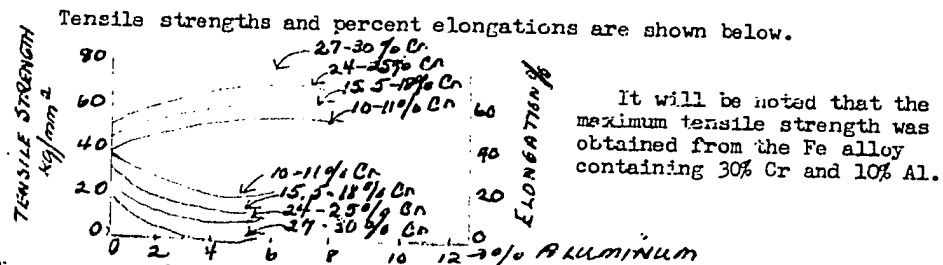 Tensile strengths and percent elongations are shown below.
TENSILE STRENGTH
kg/mm2
80
60
40
20
0
27-30% Cr
24-25% Cr
15.5-18% Cr
10-11% Cr
10-11% Cr
15.5-18% Cr
24-25% Cr
27-30% Cr
0 2 4 6 8 10 12 → % ALUMINUM
60
40
20
0
ELONGATION %
It will be noted that the
maximum tensile strength was
obtained from the Fe alloy
containing 30% Cr and 10% Al.